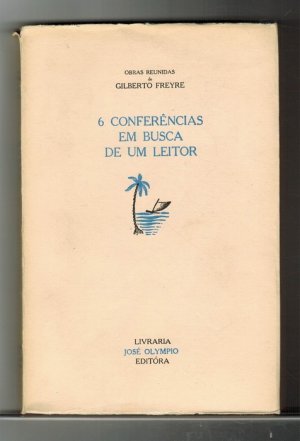 OBRAS REUNIDAS
de
GILBERTO FREYRE
6 CONFERÊNCIAS
EM BUSCA
DE UM LEITOR
LIVRARIA
JOSÉ OLYMPIO
EDITÔRA